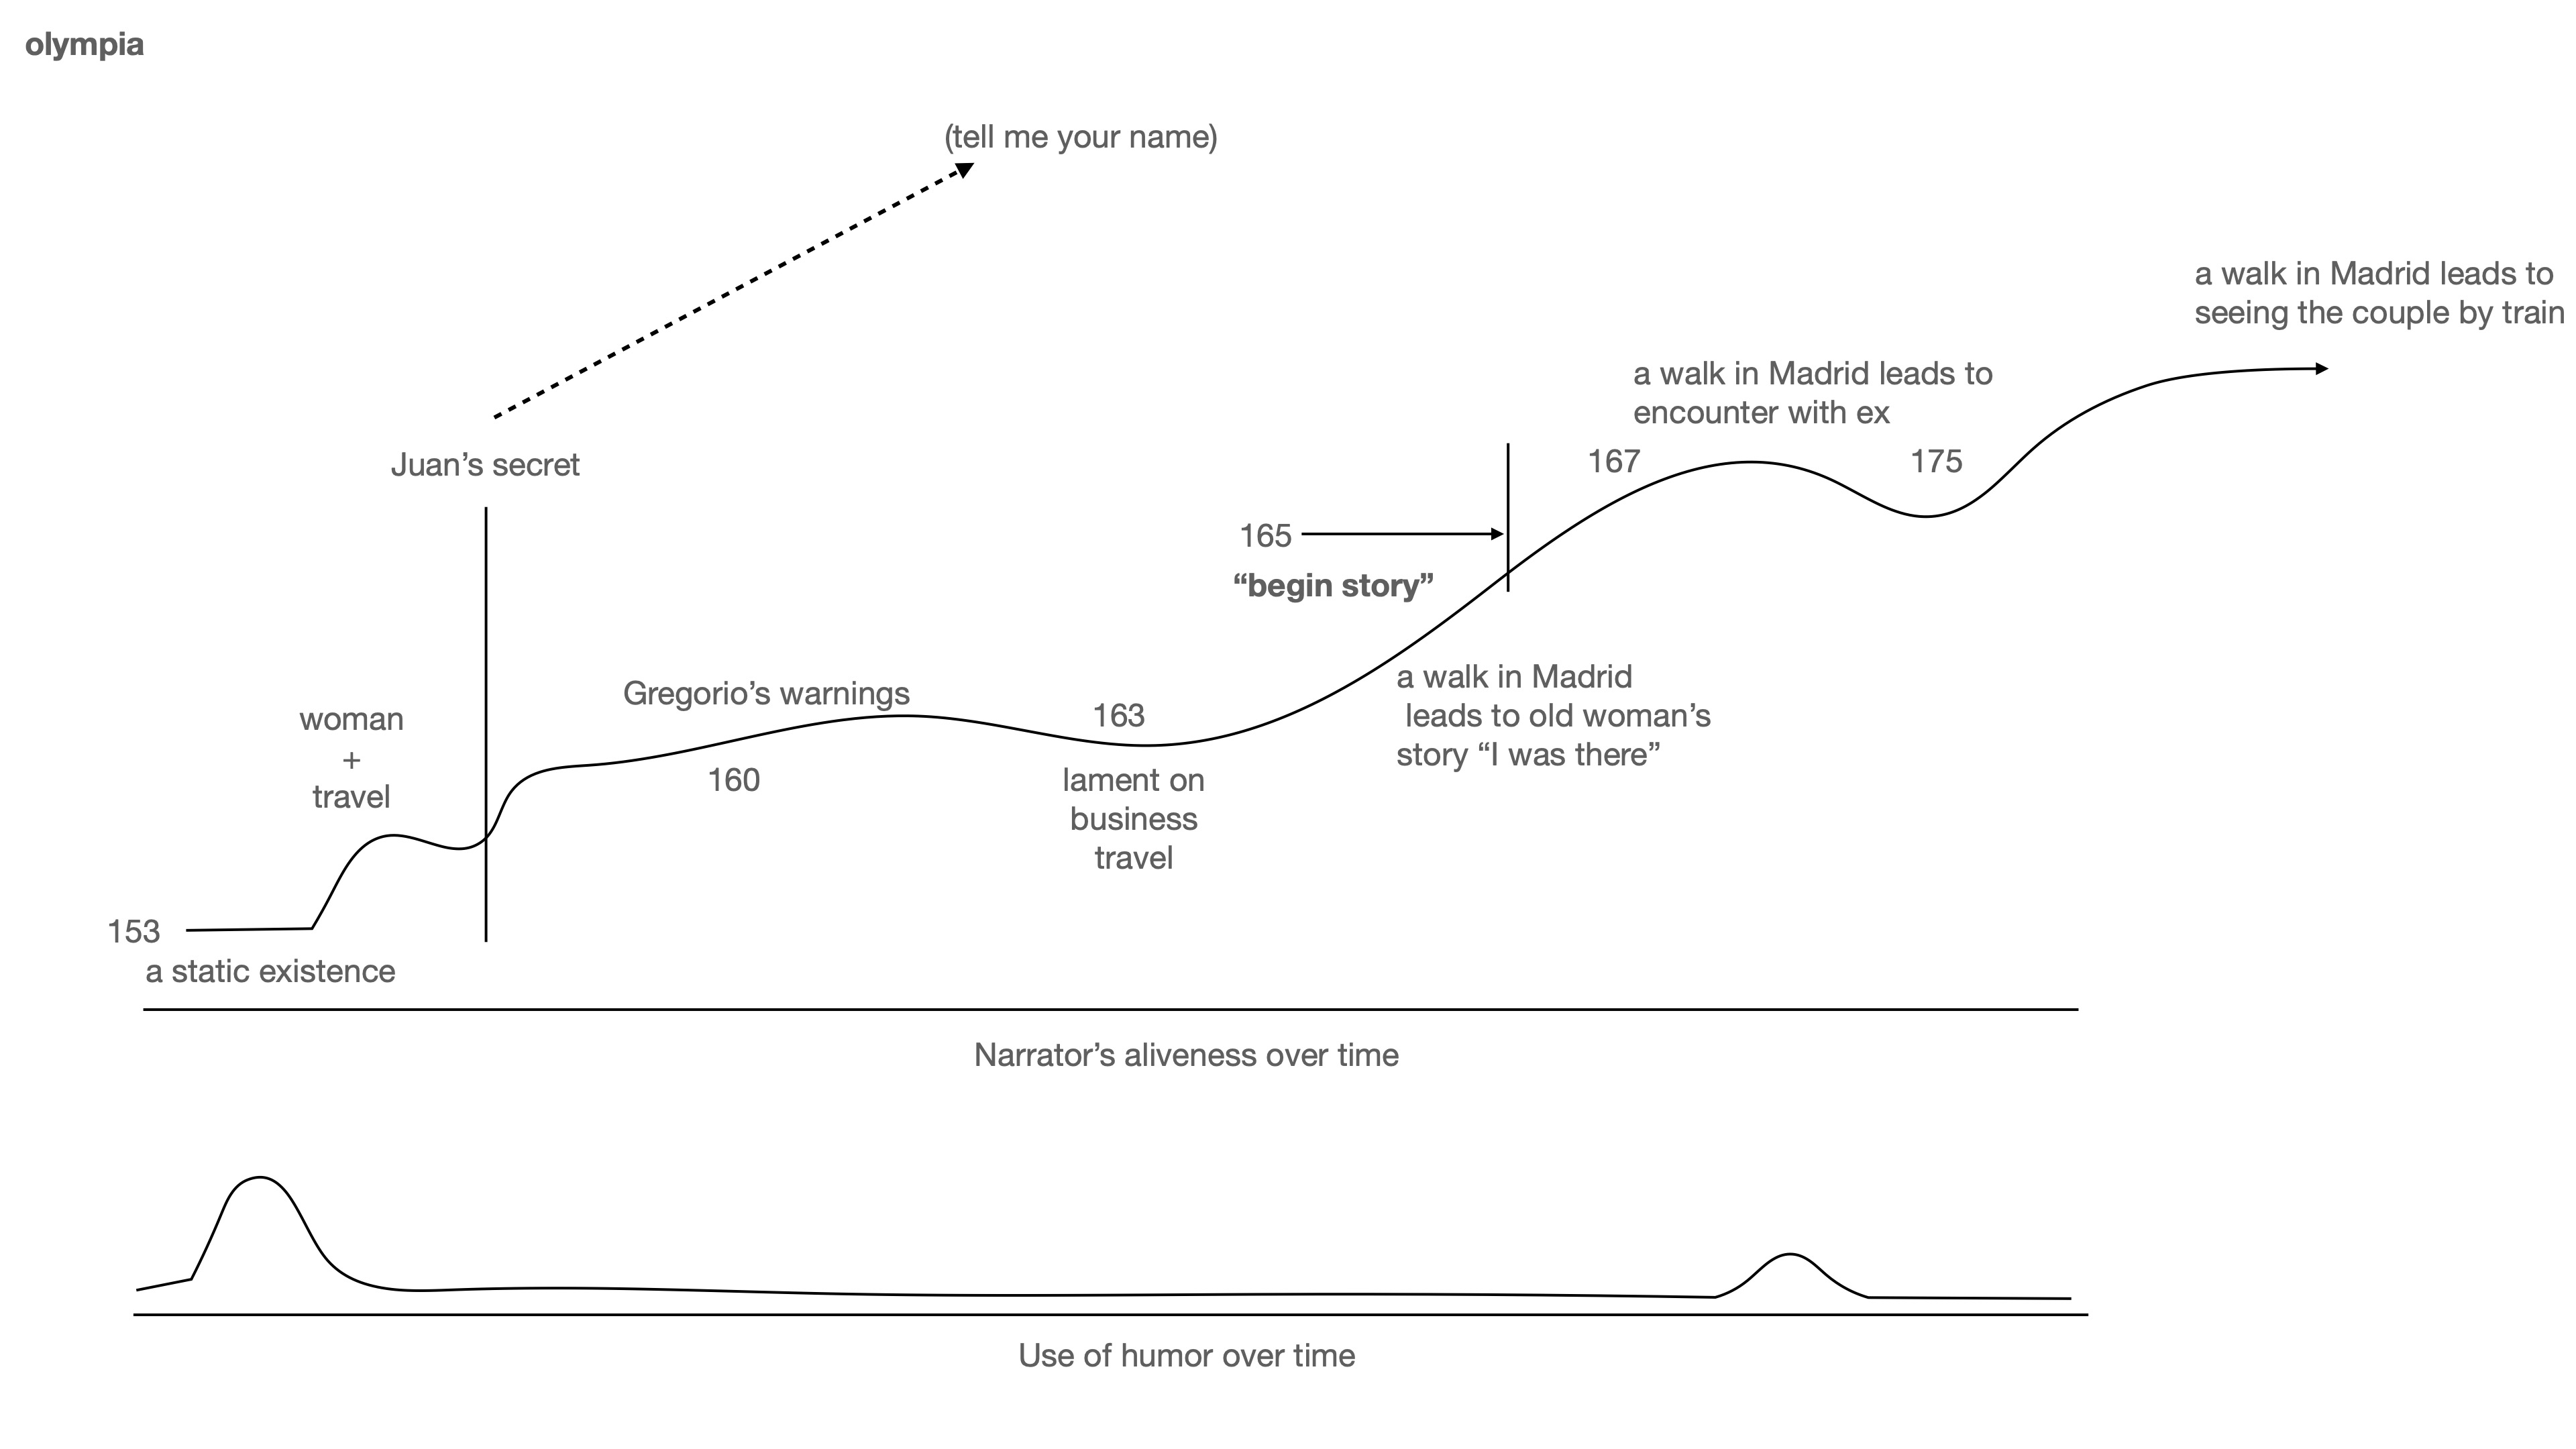 olympia
(tell me your name)
a walk in Madrid leads to
seeing the couple by train
a walk in Madrid leads to
encounter with ex
Juan’s secret
167
175
165
“begin story”
a walk in Madrid
leads to old woman’s
story “I was there”
Gregorio’s warnings
163
woman
+
travel
160
lament on
business
travel
153
a static existence
Narrator’s aliveness over time
Use of humor over time